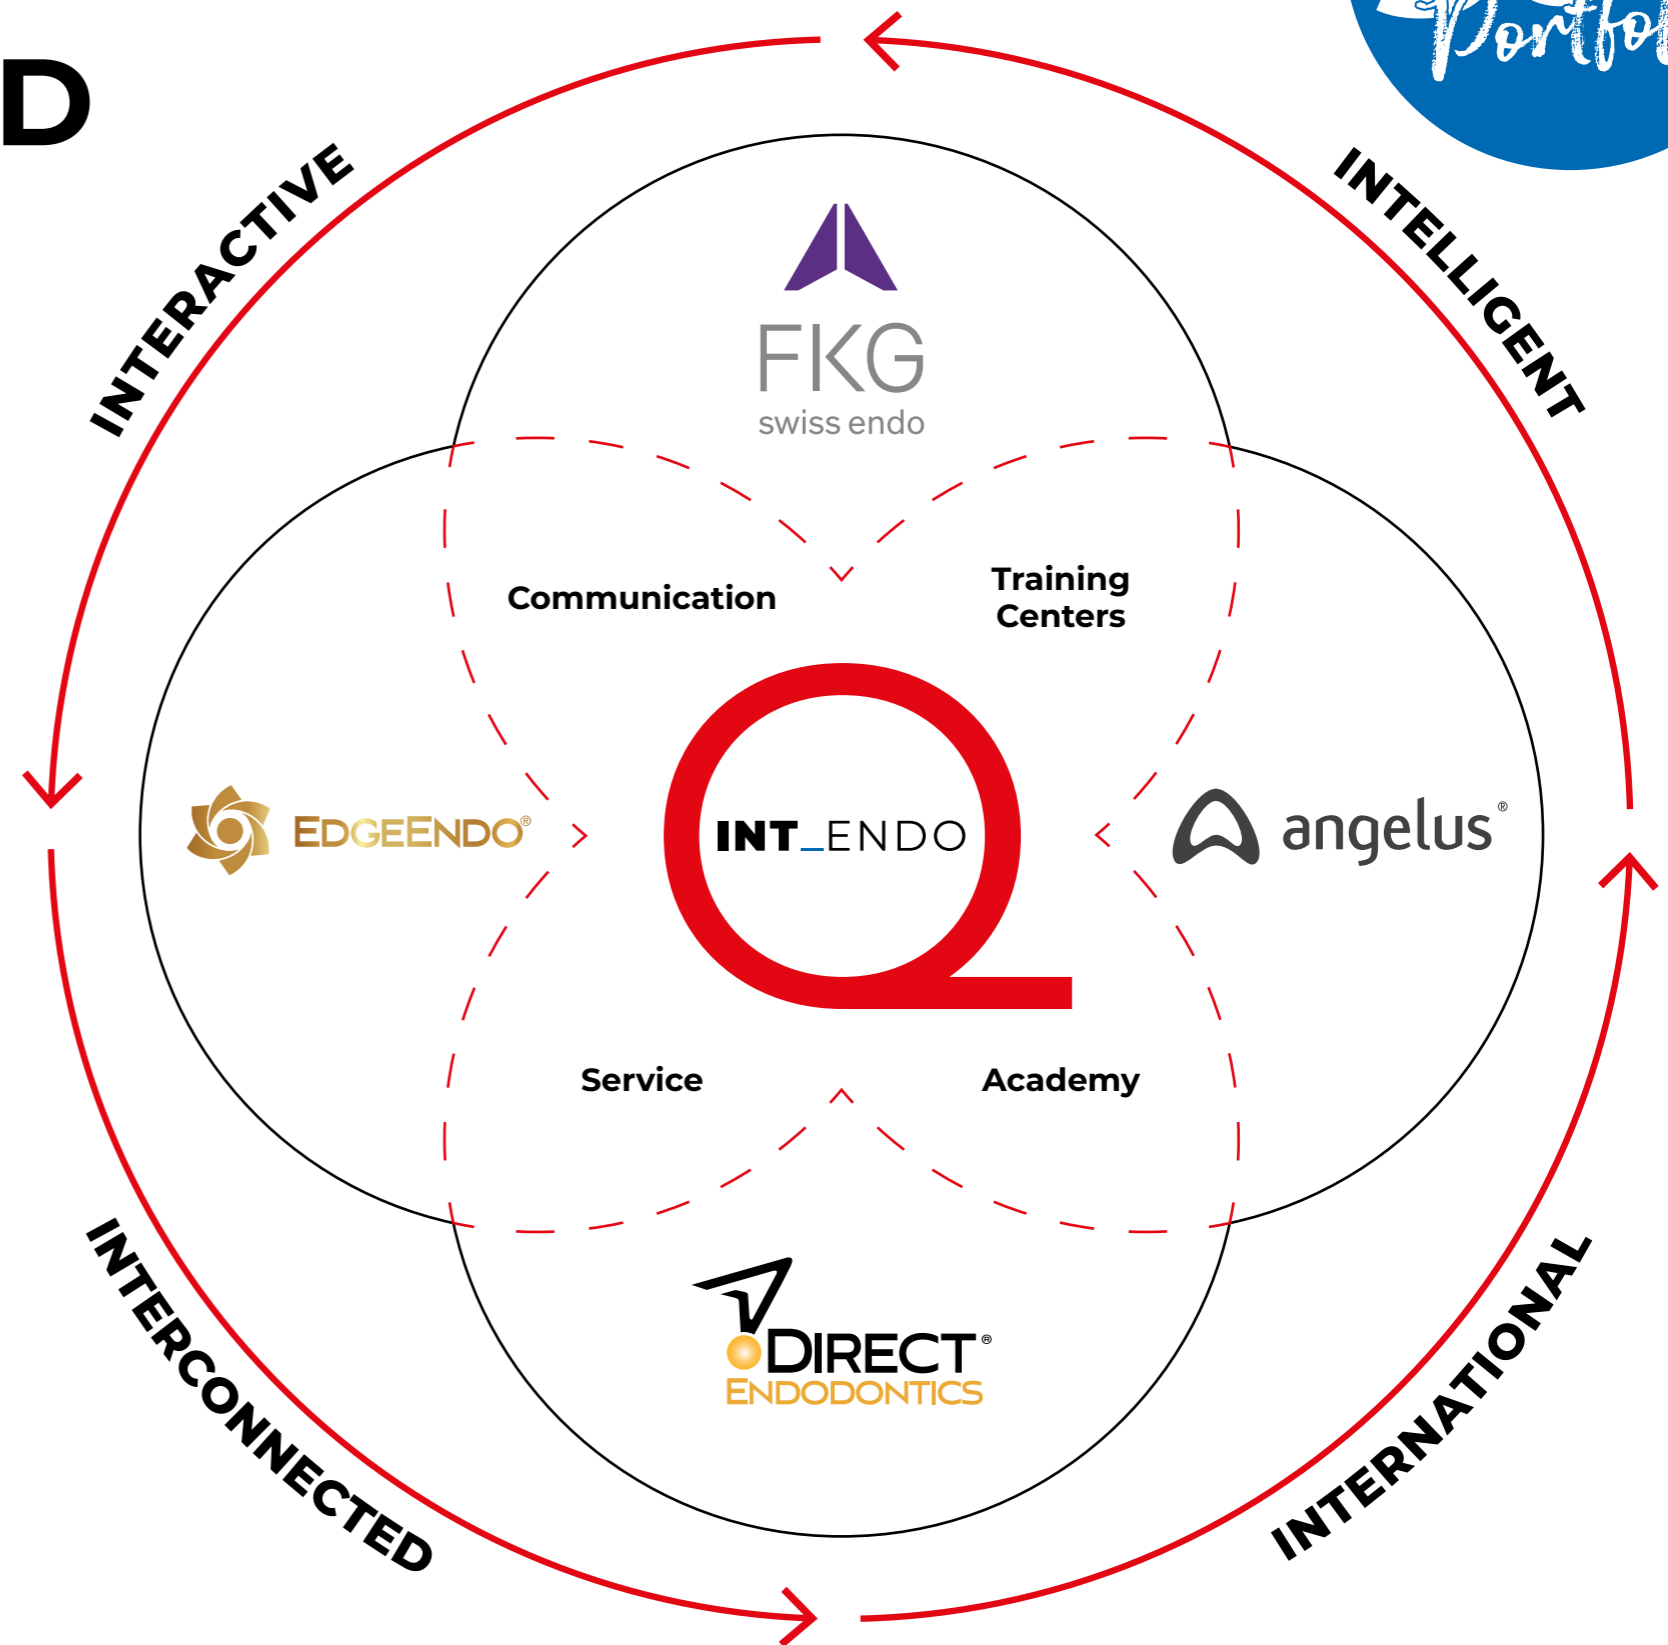 D
INTERACTIVE
INTELLIGENT
FKG
swiss endo
Communication
Training
Centers
EDGEENDO®
INT_ENDO
angelus®
Service
Academy
DIRECT®
ENDODONTICS
INTERCONNECTED
INTERNATIONAL